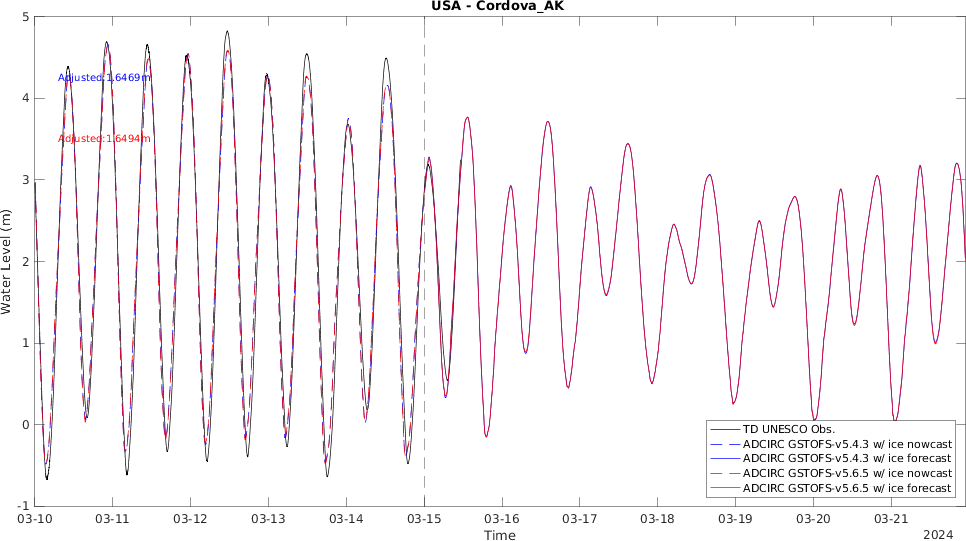 USA - Cordova_AK
Water Level (m)
5
4
3
2
1
0
-1
Adjusted:1.6469m
Adjusted:1.6494m
TD UNESCO Obs.
ADCIRC GSTOFS-v5.4.3 w/ ice nowcast
ADCIRC GSTOFS-v5.4.3 w/ ice forecast
ADCIRC GSTOFS-v5.6.5 w/ ice nowcast
ADCIRC GSTOFS-v5.6.5 w/ ice forecast
03-10 03-11 03-12 03-13 03-14 03-15 03-16 03-17 03-18 03-19 03-20 03-21
Time
2024